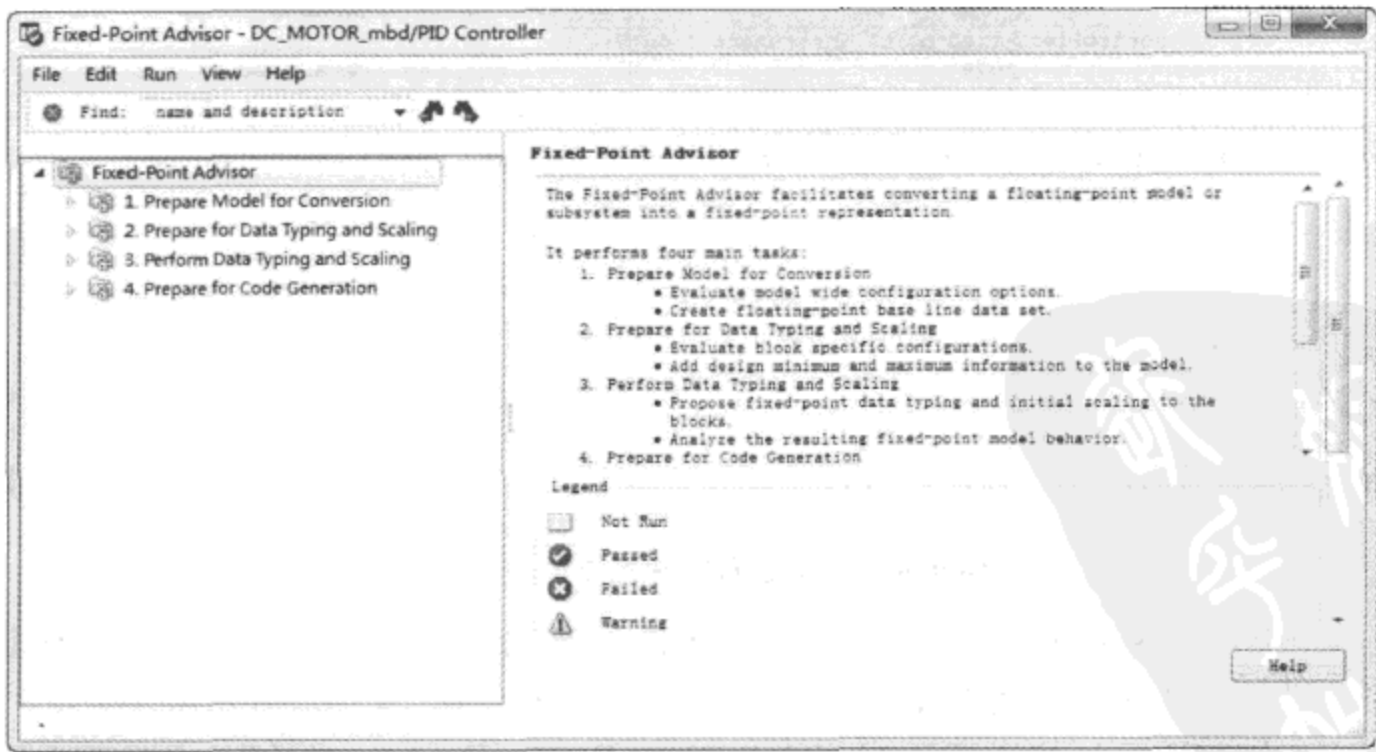 Fixed-Point Advisor - DC_MOTOR_mbd/PID Controller
File Edit Run View Help
Find: name and description
Fixed-Point Advisor
1. Prepare Model for Conversion
2. Prepare for Data Typing and Scaling
3. Perform Data Typing and Scaling
4. Prepare for Code Generation
Fixed-Point Advisor
The Fixed-Point Advisor facilitates converting a floating-point model or
subsystem into a fixed-point representation.
It performs four main tasks:
1. Prepare Model for Conversion
• Evaluate model wide configuration options.
• Create floating-point base line data set.
2. Prepare for Data Typing and Scaling
• Evaluate block specific configurations.
• Add design minimum and maximum information to the model.
3. Perform Data Typing and Scaling
• Propose fixed-point data typing and initial scaling to the
blocks.
• Analyze the resulting fixed-point model behavior.
4. Prepare for Code Generation
Legend
Not Run
Passed
Failed
Warning
Help